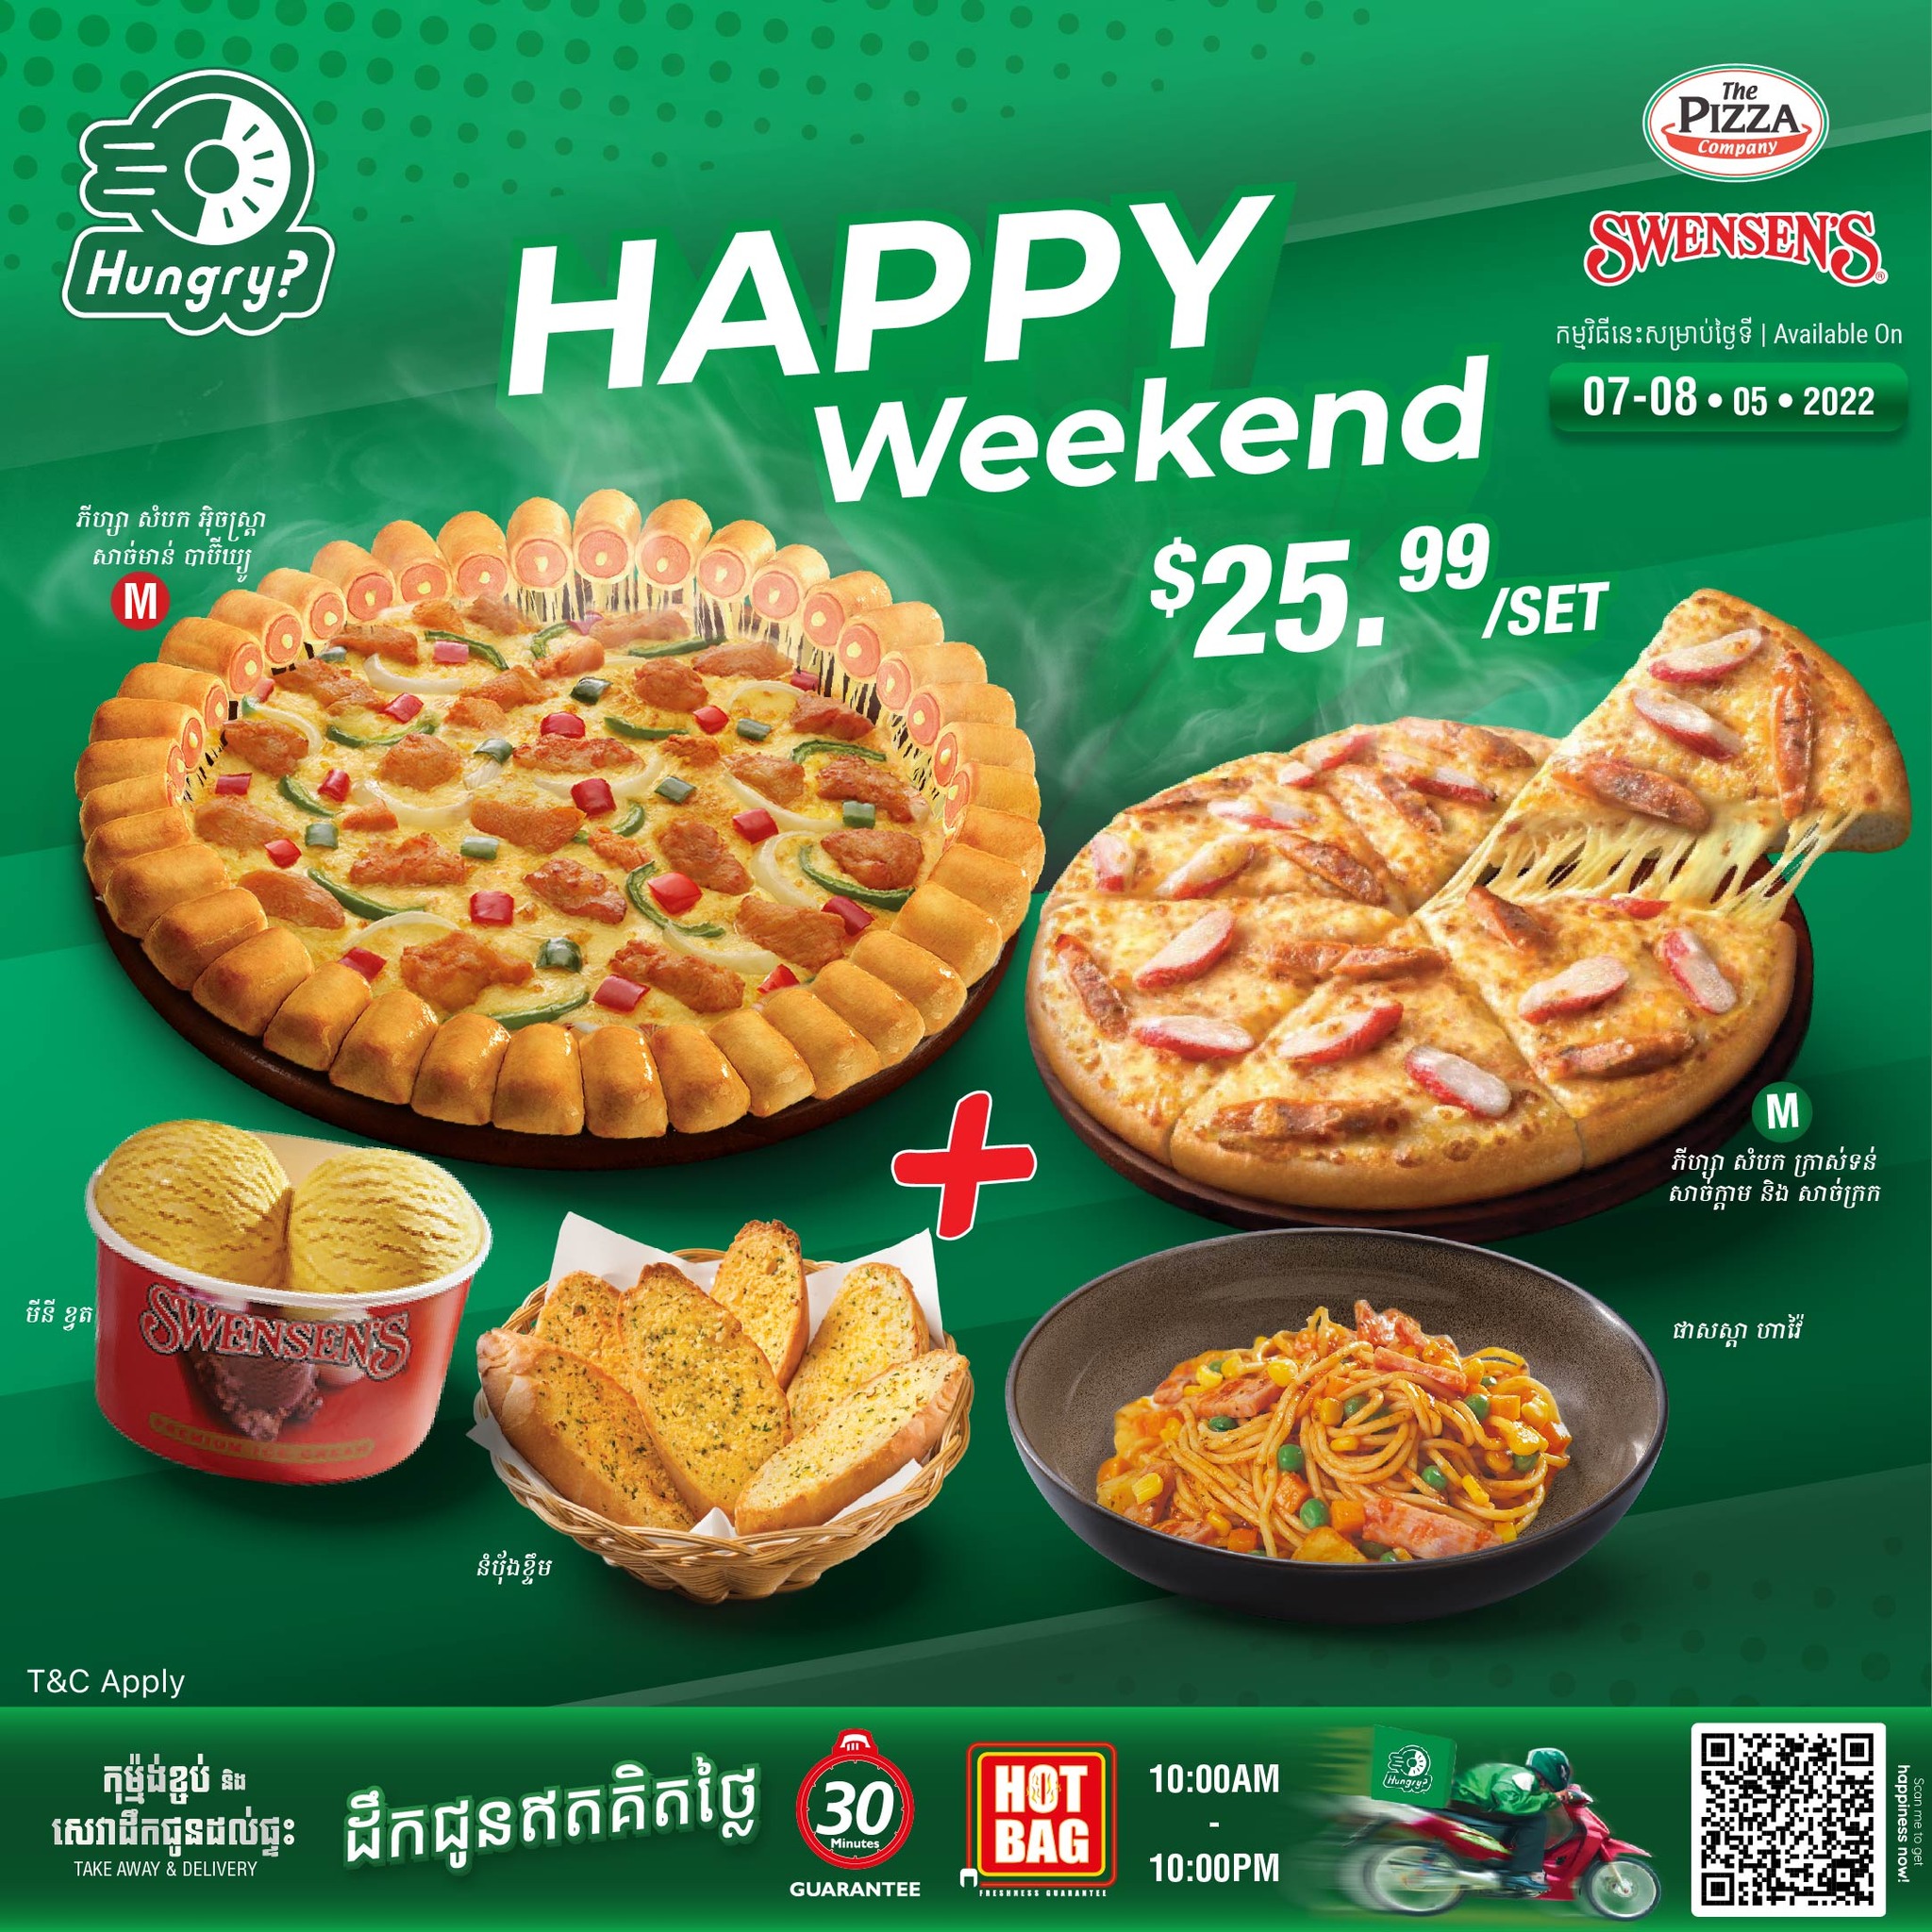 Hungry?
The
PIZZA
Company
SWENSEN'S
HAPPY
Weekend
កម្មវិធីនេះសម្រាប់ថ្ងៃទី | Available On
07-08 • 05 • 2022
$25.99/SET
ភីហ្សា សំបក អ៊ិចស្ត្រា
សាច់មាន់ បាប៊ីឃ្យូ
M
M
ភីហ្សា សំបក ក្រាស់ទន់
សាច់ក្តាម និង សាច់ក្រក
មីនី ខ្វត
SWENSEN'S
PREMIUM ICE CREAM
នំបុ័ងខ្ទឹម
ផាសស្តា ហាវ៉ៃ
T&C Apply
កុម្ម៉ង់ខ្ចប់ និង
សេវាដឹកជូនដល់ផ្ទះ
TAKE AWAY & DELIVERY
ដឹកជូនឥតគិតថ្លៃ
30
Minutes
GUARANTEE
HOT
BAG
FRESHNESS GUARANTEE
10:00AM
-
10:00PM
Hungry?
Scan me to get
happiness now!